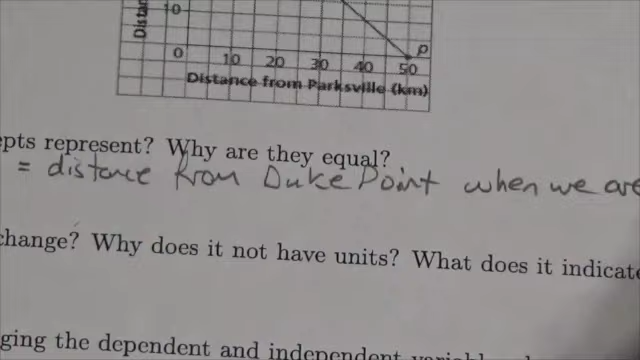 10
0
10 20 30 40 50
P
Distance from Parksville (km)
Dista
pts represent? Why are they equal?
= distance from Duke Point when we are
change? Why does it not have units? What does it indicate
ging the dependent and independent